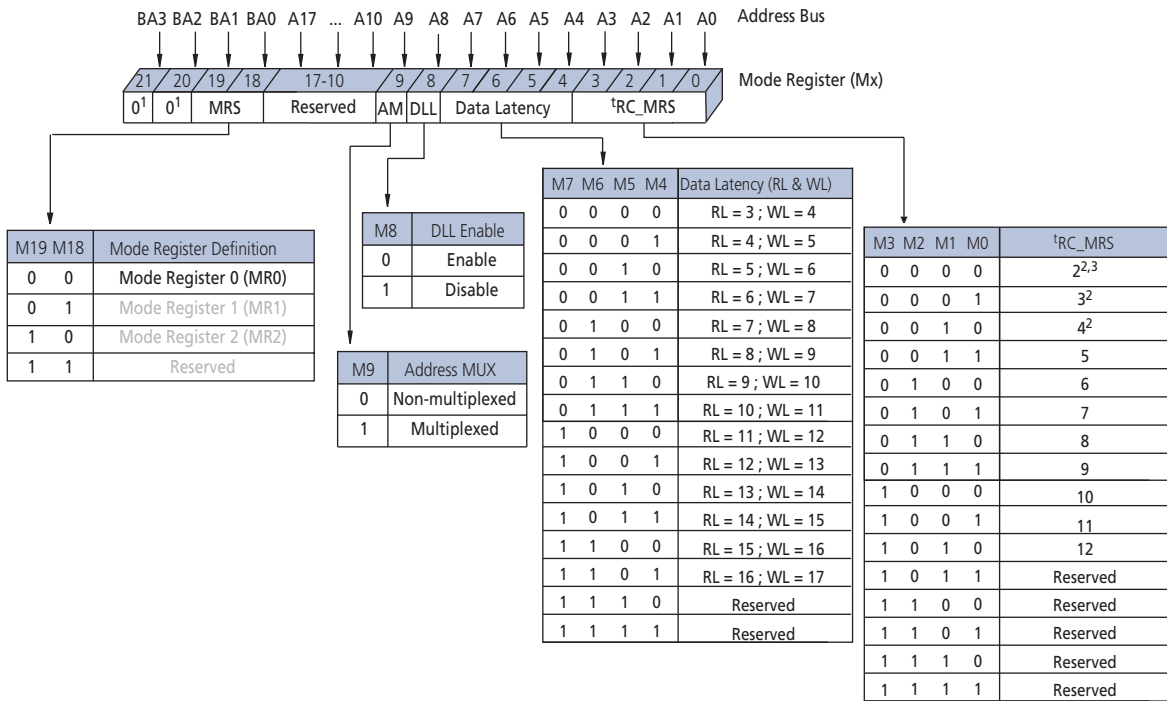 BA3 BA2 BA1 BA0 A17 ... A10 A9 A8 A7 A6 A5 A4 A3 A2 A1 A0 Address Bus
21 20 19 18 17-10 9 8 7 6 5 4 3 2 1 0 Mode Register (Mx)
0¹ 0¹ MRS Reserved AM DLL Data Latency ᵗRC_MRS
M19 M18 Mode Register Definition
0 0 Mode Register 0 (MR0)
0 1 Mode Register 1 (MR1)
1 0 Mode Register 2 (MR2)
1 1 Reserved
M8 DLL Enable
0 Enable
1 Disable
M9 Address MUX
0 Non-multiplexed
1 Multiplexed
M7 M6 M5 M4 Data Latency (RL & WL)
0 0 0 0 RL = 3 ; WL = 4
0 0 0 1 RL = 4 ; WL = 5
0 0 1 0 RL = 5 ; WL = 6
0 0 1 1 RL = 6 ; WL = 7
0 1 0 0 RL = 7 ; WL = 8
0 1 0 1 RL = 8 ; WL = 9
0 1 1 0 RL = 9 ; WL = 10
0 1 1 1 RL = 10 ; WL = 11
1 0 0 0 RL = 11 ; WL = 12
1 0 0 1 RL = 12 ; WL = 13
1 0 1 0 RL = 13 ; WL = 14
1 0 1 1 RL = 14 ; WL = 15
1 1 0 0 RL = 15 ; WL = 16
1 1 0 1 RL = 16 ; WL = 17
1 1 1 0 Reserved
1 1 1 1 Reserved
M3 M2 M1 M0 ᵗRC_MRS
0 0 0 0 2²,³
0 0 0 1 3²
0 0 1 0 4²
0 0 1 1 5
0 1 0 0 6
0 1 0 1 7
0 1 1 0 8
0 1 1 1 9
1 0 0 0 10
1 0 0 1 11
1 0 1 0 12
1 0 1 1 Reserved
1 1 0 0 Reserved
1 1 0 1 Reserved
1 1 1 0 Reserved
1 1 1 1 Reserved